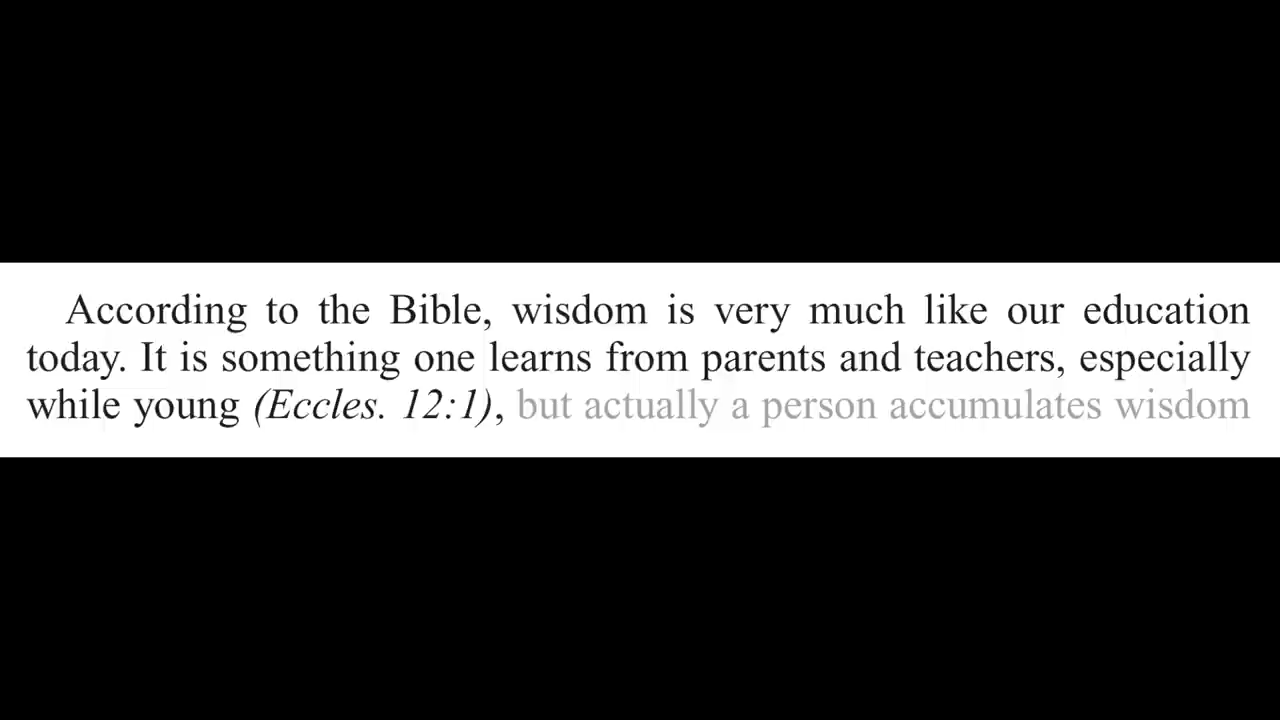 According to the Bible, wisdom is very much like our education
today. It is something one learns from parents and teachers, especially
while young (Eccles. 12:1), but actually a person accumulates wisdom